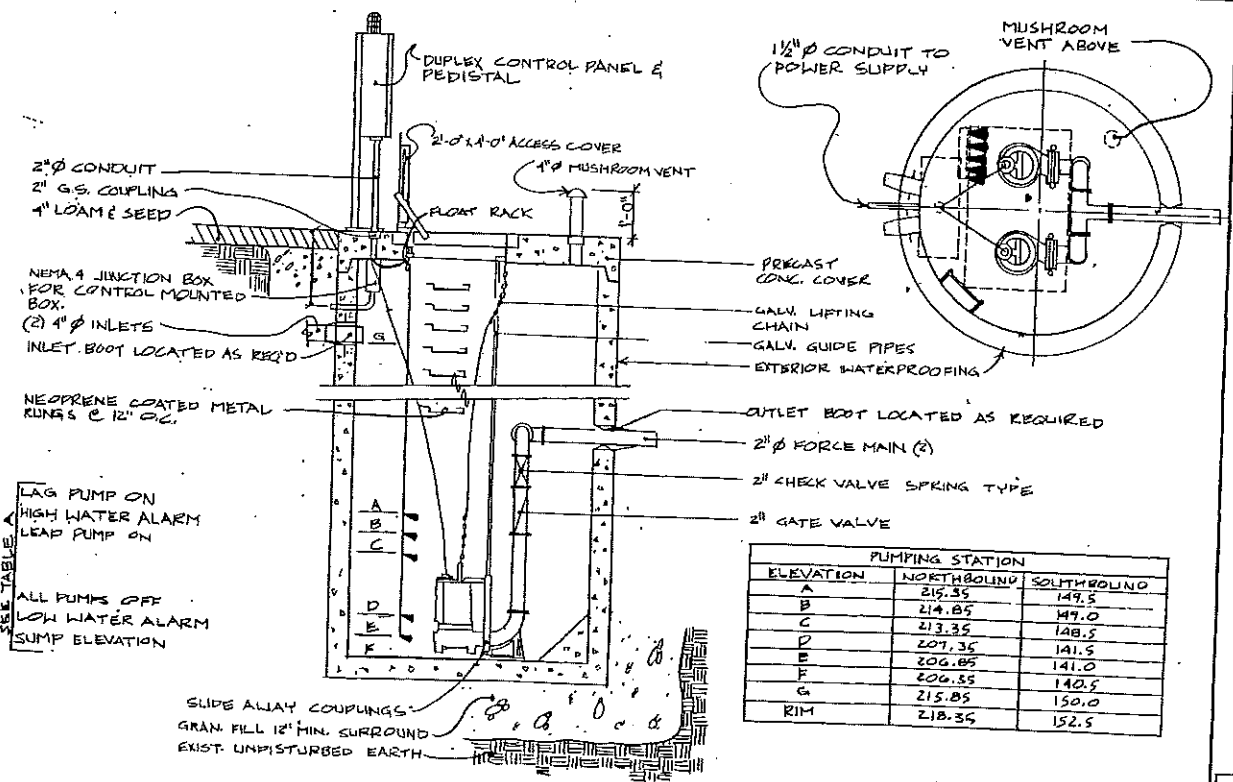 DUPLEX CONTROL PANEL &
PEDISTAL
2'-0" x 4'-0" ACCESS COVER
4"Ø MUSHROOM VENT
1'-0"
2"Ø CONDUIT
2" G.S. COUPLING
4" LOAM & SEED
FLOAT RACK
NEMA 4 JUNCTION BOX
FOR CONTROL MOUNTED
BOX.
(2) 4"Ø INLETS
INLET BOOT LOCATED AS REQ'D
NEOPRENE COATED METAL
RUNGS @ 12" O.C.
G
PRECAST
CONC. COVER
GALV. LIFTING
CHAIN
GALV. GUIDE PIPES
EXTERIOR WATERPROOFING
OUTLET BOOT LOCATED AS REQUIRED
2"Ø FORCE MAIN (2)
2" CHECK VALVE SPRING TYPE
2" GATE VALVE
1½"Ø CONDUIT TO
POWER SUPPLY
MUSHROOM
VENT ABOVE
SEE TABLE A
LAG PUMP ON
HIGH WATER ALARM
LEAD PUMP ON
ALL PUMPS OFF
LOW WATER ALARM
SUMP ELEVATION
A
B
C
D
E
F
SLIDE AWAY COUPLINGS
GRAN. FILL 12" MIN. SURROUND
EXIST. UNDISTURBED EARTH
PUMPING STATION
ELEVATION NORTHBOUND SOUTHBOUND
A 215.35 149.5
B 214.85 149.0
C 213.35 148.5
D 207.35 141.5
E 206.85 141.0
F 206.35 140.5
G 215.85 150.0
RIM 218.35 152.5